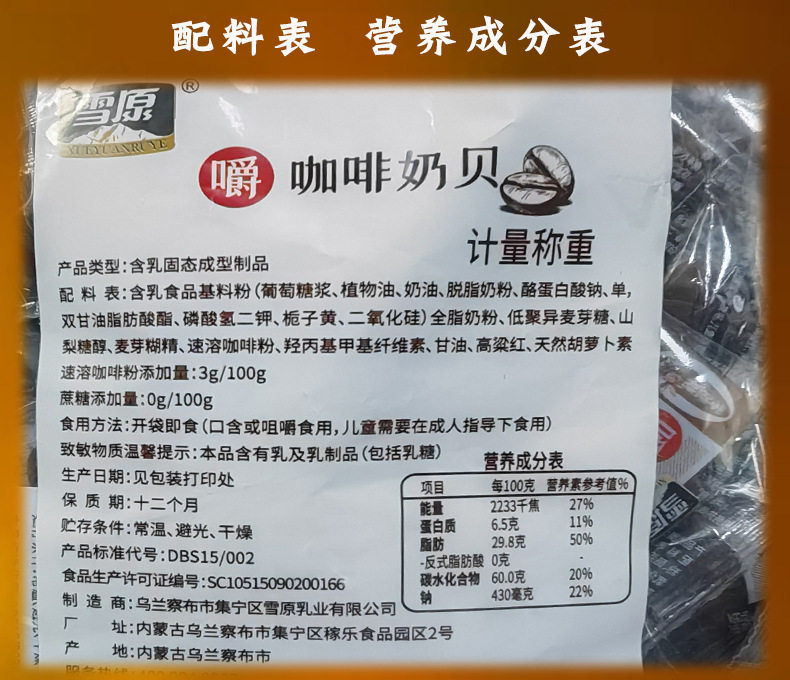 配料表 营养成分表
雪原
®
XUEYUANRUYE
嚼 咖啡奶贝
计量称重
产品类型:含乳固态成型制品
配 料 表:含乳食品基料粉(葡萄糖浆、植物油、奶油、脱脂奶粉、酪蛋白酸钠、单,
双甘油脂肪酸酯、磷酸氢二钾、栀子黄、二氧化硅)全脂奶粉、低聚异麦芽糖、山
梨糖醇、麦芽糊精、速溶咖啡粉、羟丙基甲基纤维素、甘油、高粱红、天然胡萝卜素
速溶咖啡粉添加量:3g/100g
蔗糖添加量:0g/100g
食用方法:开袋即食(口含或咀嚼食用,儿童需要在成人指导下食用)
致敏物质温馨提示:本品含有乳及乳制品(包括乳糖)
生产日期:见包装打印处
保 质 期:十二个月
贮存条件:常温、避光、干燥
产品标准代号:DBS15/002
食品生产许可证编号:SC10515090200166
制 造 商:乌兰察布市集宁区雪原乳业有限公司
厂 址:内蒙古乌兰察布市集宁区稼乐食品园区2号
产 地:内蒙古乌兰察布市
营养成分表
项目 每100克 营养素参考值%
能量 2233千焦 27%
蛋白质 6.5克 11%
脂肪 29.8克 50%
-反式脂肪酸 0克 -
碳水化合物 60.0克 20%
钠 430毫克 22%